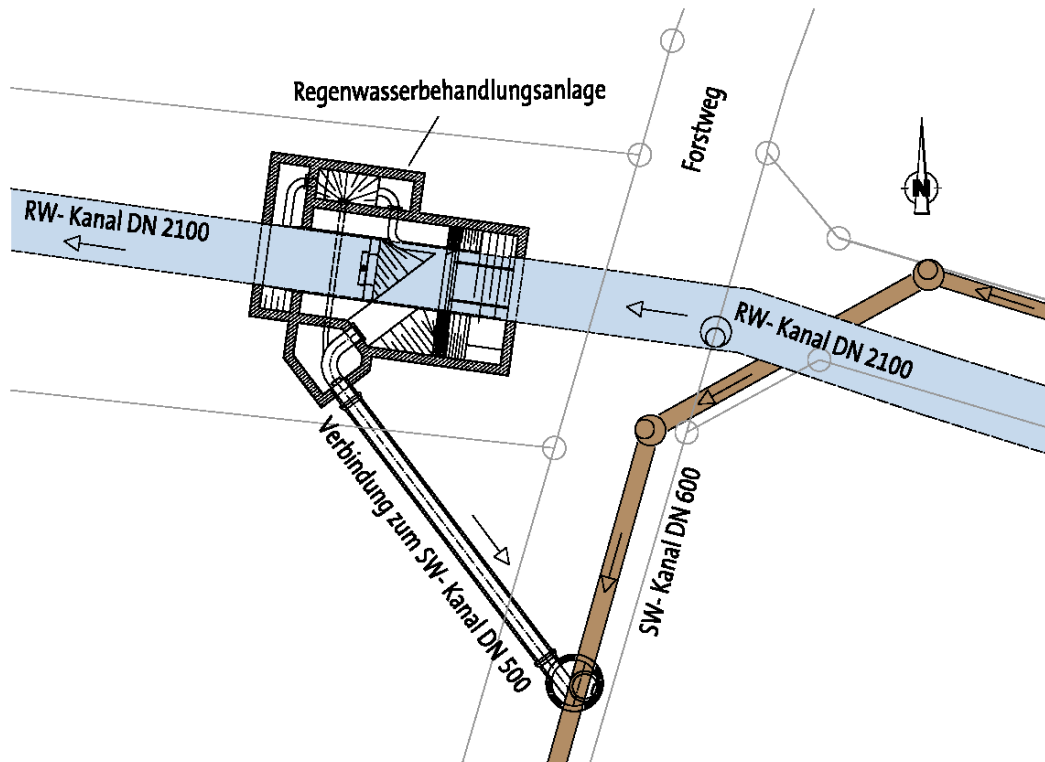 Regenwasserbehandlungsanlage
Forstweg
N
RW- Kanal DN 2100
RW- Kanal DN 2100
Verbindung zum SW- Kanal DN 500
SW- Kanal DN 600